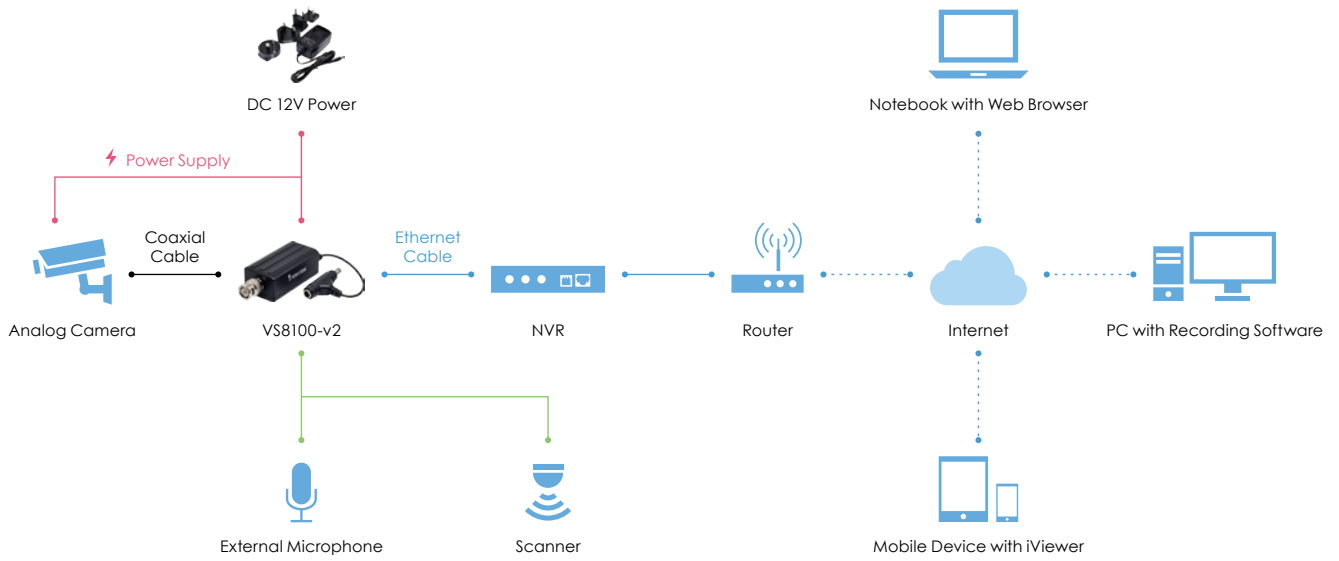 DC 12V Power
Notebook with Web Browser
Power Supply
Coaxial
Cable
Ethernet
Cable
Analog Camera
VS8100-v2
NVR
Router
Internet
PC with Recording Software
External Microphone
Scanner
Mobile Device with iViewer